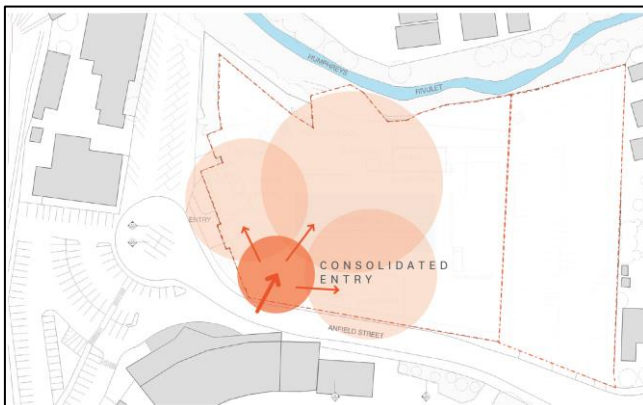 HUMPHREYS
RIVULET
ENTRY
CONSOLIDATED
ENTRY
ANFIELD STREET